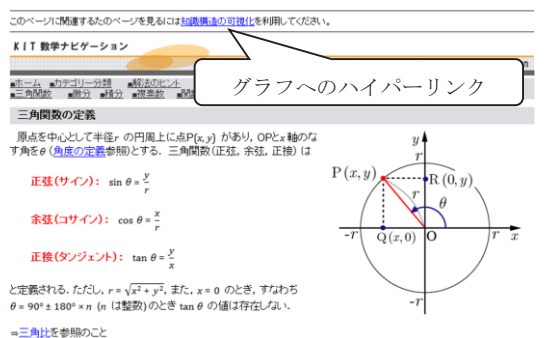 このページに関連するたのページを見るには知識構造の可視化を利用してください。
KIT 数学ナビゲーション
グラフへのハイパーリンク
■ホーム ■カテゴリー分類 ■解法のヒント
■三角関数 ■微分 ■積分 ■複素数
三角関数の定義
原点を中心として半径r の円周上に点P(x,y) があり，OPとx軸のな
す角をθ（角度の定義参照）とする．三角関数(正弦, 余弦, 正接) は
正弦(サイン)： sin θ = y/r
余弦(コサイン)： cos θ = x/r
正接(タンジェント)： tan θ = y/x
と定義される．ただし，r = √(x² + y²)，また，x = 0 のとき，すなわち
θ = 90°± 180°× n (n は整数)のとき tan θ の値は存在しない．
⇒三角比を参照のこと
y
r
P(x, y)
R(0, y)
r
θ
-r
Q(x, 0)
O
r
x
-r